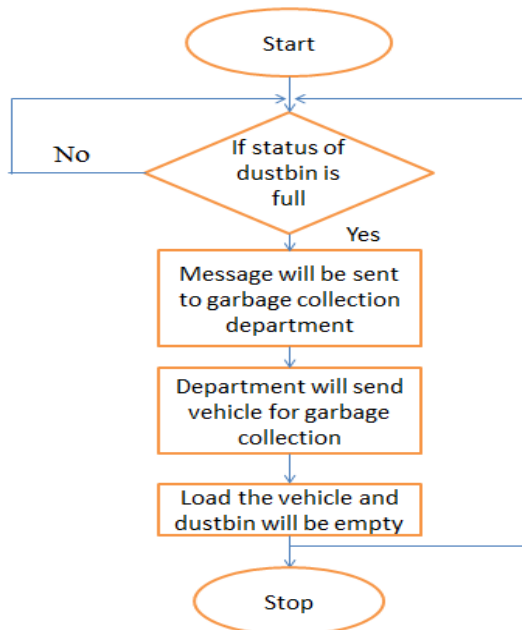 Start
If status of
dustbin is
full
No
Yes
Message will be sent
to garbage collection
department
Department will send
vehicle for garbage
collection
Load the vehicle and
dustbin will be empty
Stop